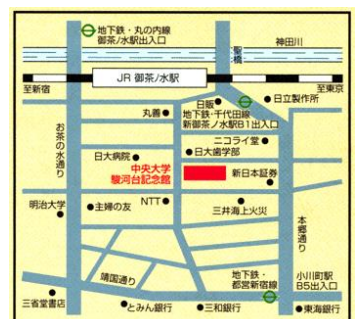 地下鉄・丸の内線
御茶ノ水駅出入口
神田川
聖橋
JR 御茶ノ水駅
至新宿
至東京
日販
日立製作所
丸善
地下鉄・千代田線
新御茶ノ水駅B1出入口
お茶の水通り
ニコライ堂
日大病院
日大歯学部
中央大学
駿河台記念館
新日本証券
明治大学
主婦の友
NTT
三井海上火災
本郷通り
靖国通り
地下鉄・
都営新宿線
小川町駅
B5出入口
三省堂書店
とみん銀行
三和銀行
東海銀行